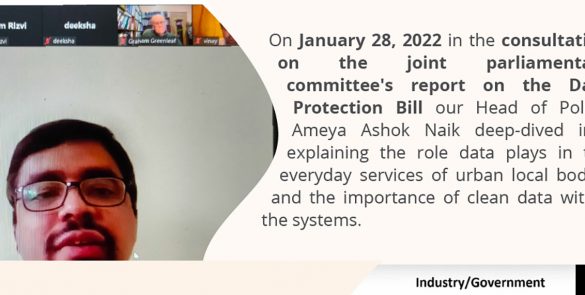 m Rizvi
deeksha
zvi
deeksha
Graham Greenleaf
vinay
On January 28, 2022 in the consultati
on the joint parliamenta
committee's report on the Da
Protection Bill our Head of Pol
Ameya Ashok Naik deep-dived in
explaining the role data plays in t
everyday services of urban local bod
and the importance of clean data with
the systems.
Industry/Government